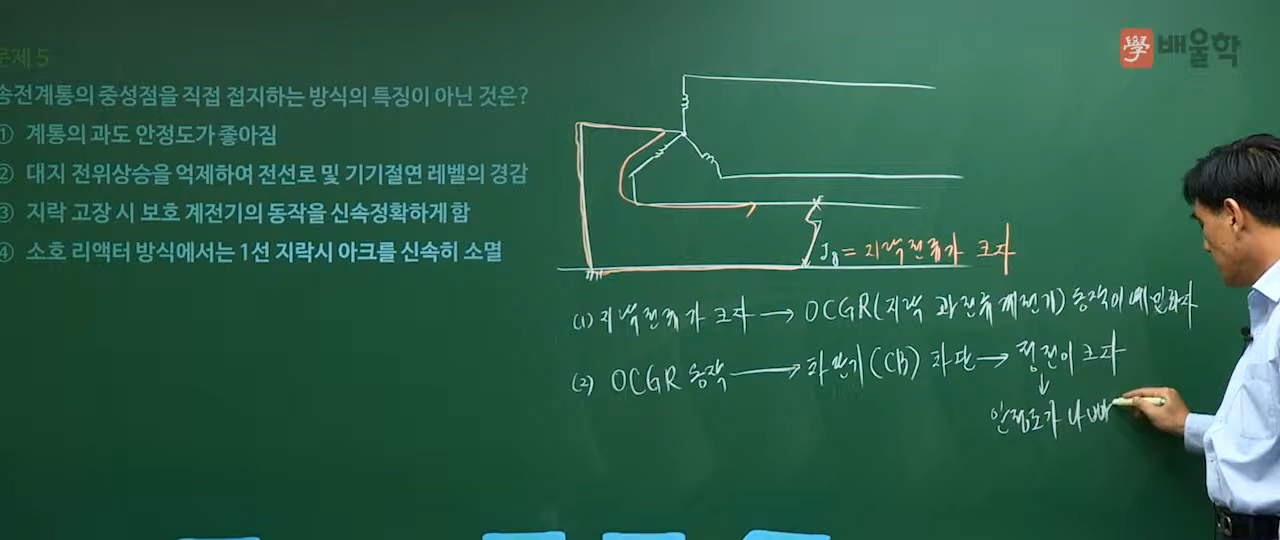 學 배울학
문제 5
송전계통의 중성점을 직접 접지하는 방식의 특징이 아닌 것은?
① 계통의 과도 안정도가 좋아짐
② 대지 전위상승을 억제하여 전선로 및 기기절연 레벨의 경감
③ 지락 고장 시 보호 계전기의 동작을 신속정확하게 함
④ 소호 리액터 방식에서는 1선 지락시 아크를 신속히 소멸
Ig = 지락전류가 크다
(1) 지락전류가 크다 → OCGR(지락 과전류계전기) 동작이 예민하다
(2) OCGR 동작 → 차단기(CB) 차단 → 정전이 크다
↓
안정도가 나빠